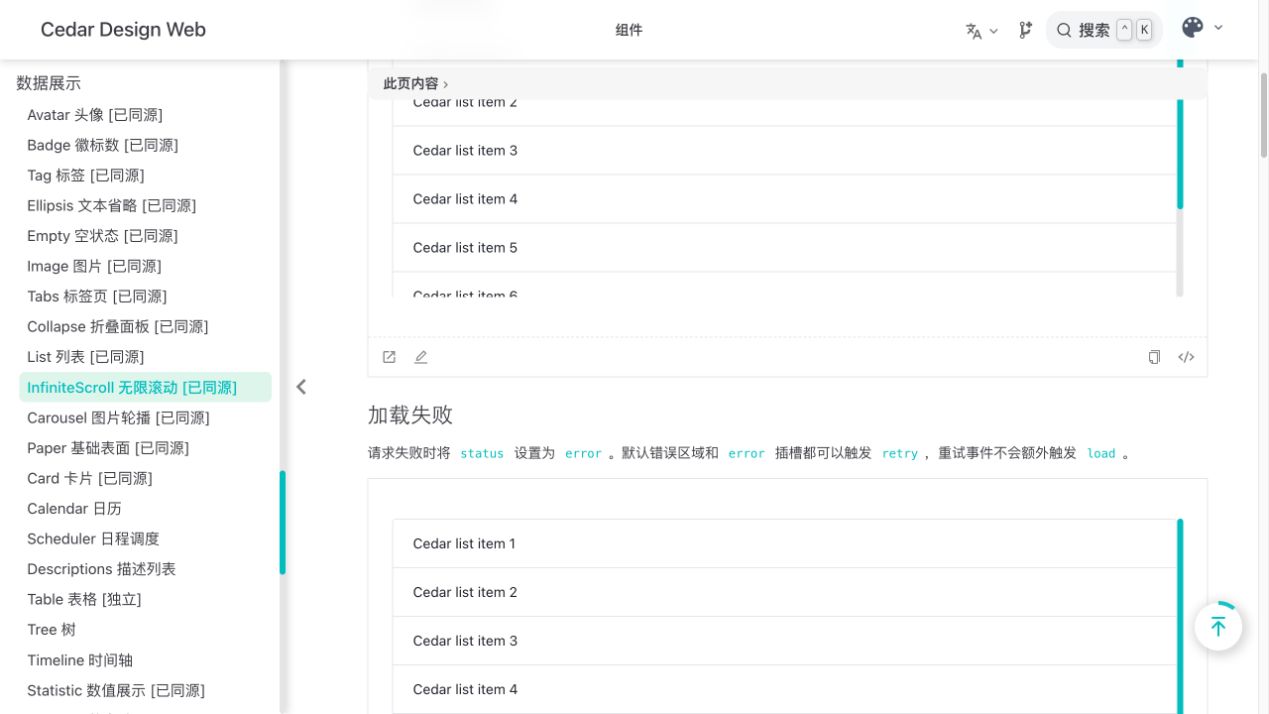 Cedar Design Web
组件
搜索 ^ K
数据展示
Avatar 头像 [已同源]
Badge 徽标数 [已同源]
Tag 标签 [已同源]
Ellipsis 文本省略 [已同源]
Empty 空状态 [已同源]
Image 图片 [已同源]
Tabs 标签页 [已同源]
Collapse 折叠面板 [已同源]
List 列表 [已同源]
InfiniteScroll 无限滚动 [已同源]
Carousel 图片轮播 [已同源]
Paper 基础表面 [已同源]
Card 卡片 [已同源]
Calendar 日历
Scheduler 日程调度
Descriptions 描述列表
Table 表格 [独立]
Tree 树
Timeline 时间轴
Statistic 数值展示 [已同源]
此页内容
Cedar list item 2
Cedar list item 3
Cedar list item 4
Cedar list item 5
Cedar list item 6
加载失败
请求失败时将 status 设置为 error 。默认错误区域和 error 插槽都可以触发 retry ，重试事件不会额外触发 load 。
Cedar list item 1
Cedar list item 2
Cedar list item 3
Cedar list item 4